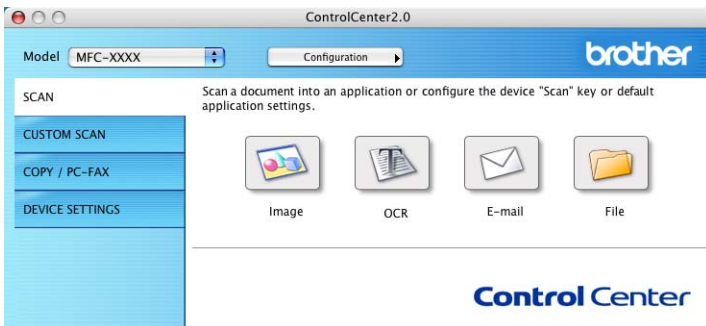 ControlCenter2.0
Model MFC-XXXX Configuration brother
SCAN
Scan a document into an application or configure the device "Scan" key or default
application settings.
CUSTOM SCAN
COPY / PC-FAX
DEVICE SETTINGS
Image OCR E-mail File
Control Center